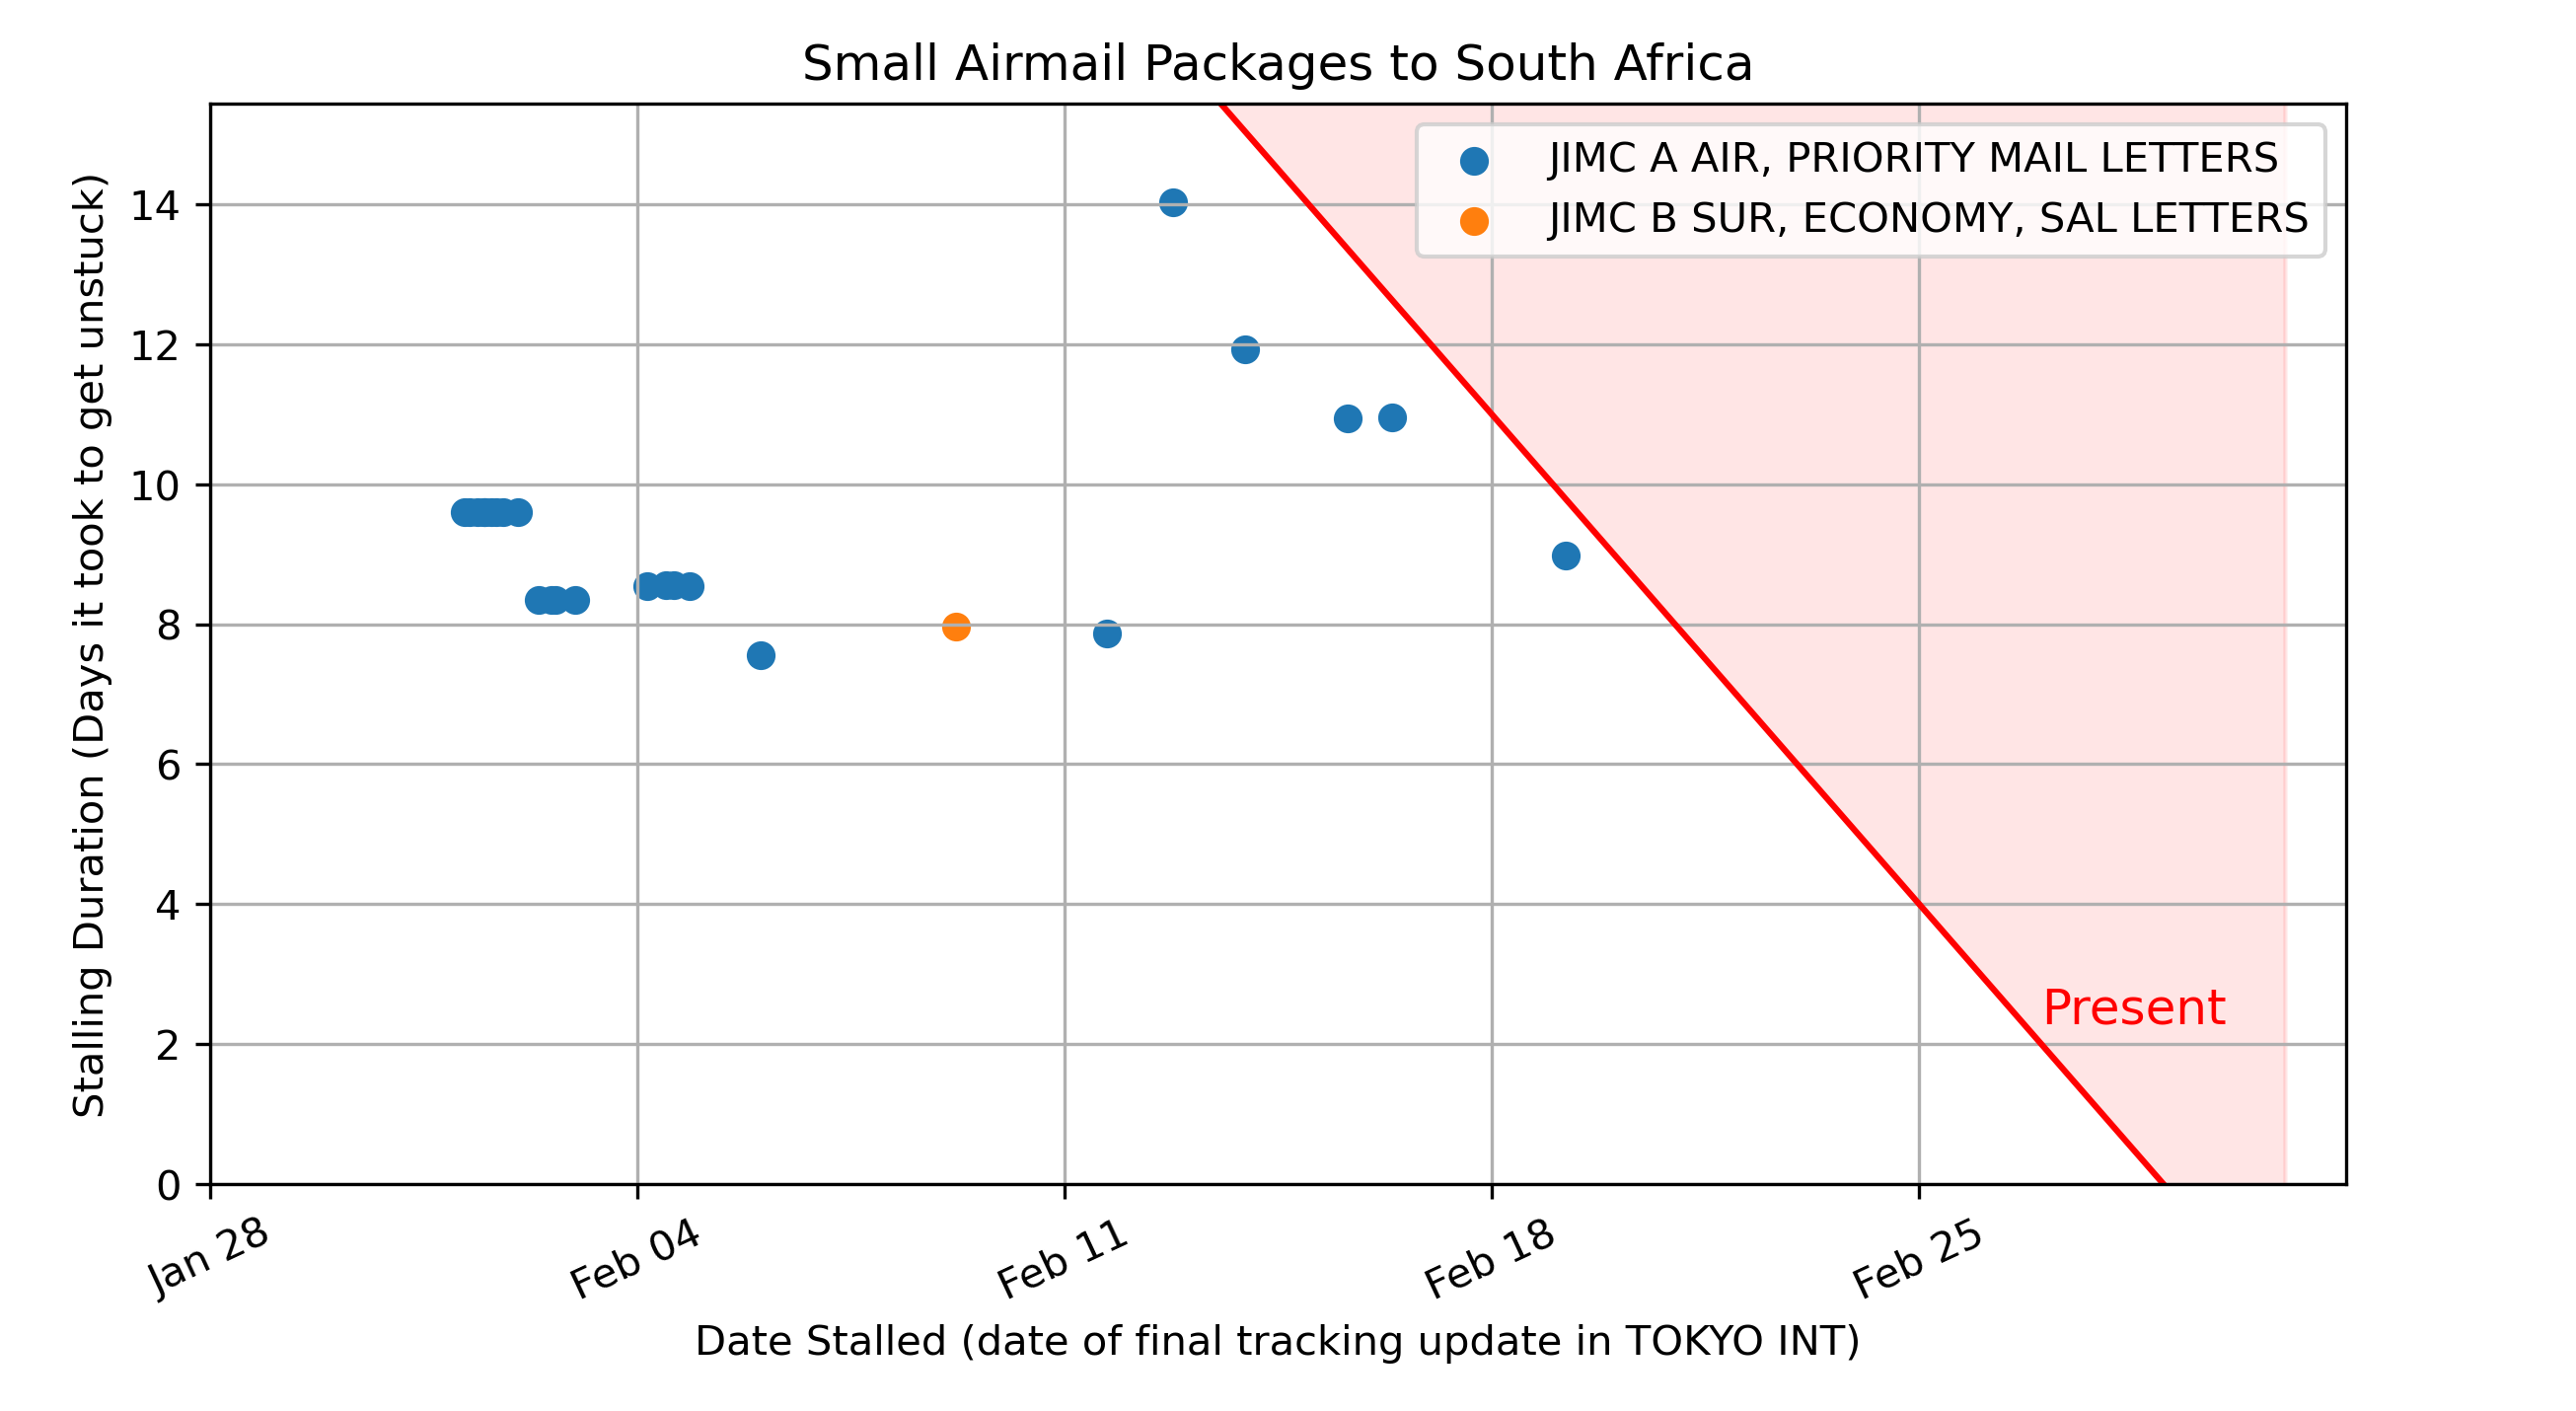 Small Airmail Packages to South Africa
JIMC A AIR, PRIORITY MAIL LETTERS
JIMC B SUR, ECONOMY, SAL LETTERS
Stalling Duration (Days it took to get unstuck)
14
12
10
8
6
4
2
0
Present
Jan 28
Feb 04
Feb 11
Feb 18
Feb 25
Date Stalled (date of final tracking update in TOKYO INT)